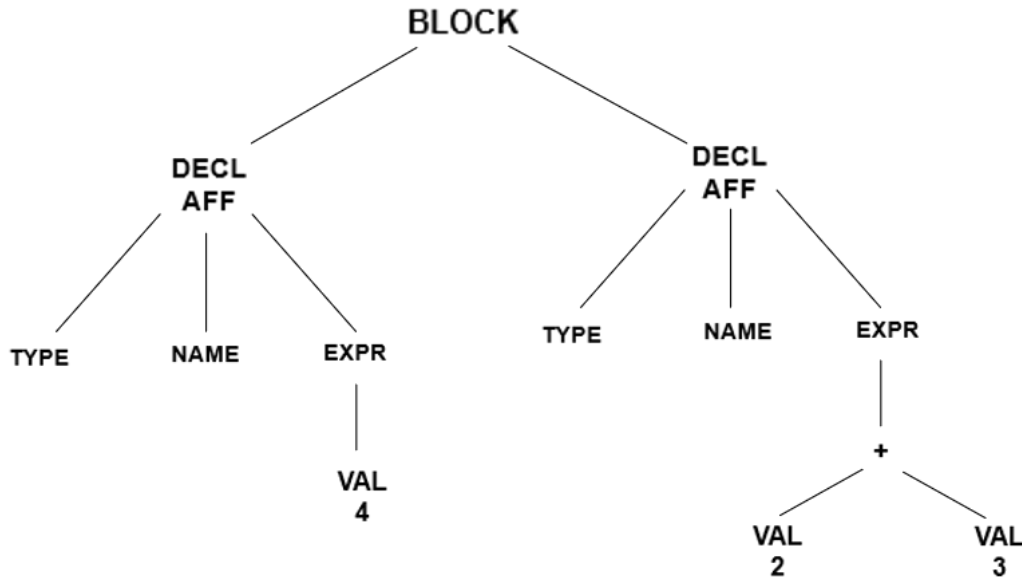 BLOCK
DECL
AFF
DECL
AFF
TYPE
NAME
EXPR
TYPE
NAME
EXPR
VAL
4
+
VAL
2
VAL
3